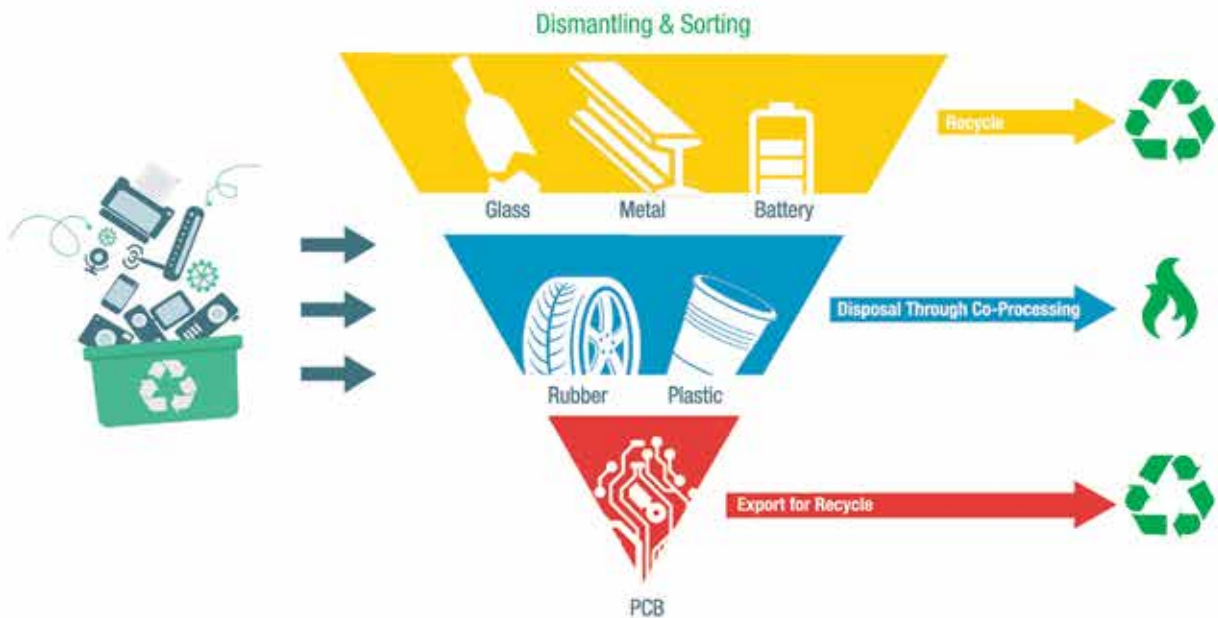 Dismantling & Sorting
Recycle
Glass Metal Battery
Disposal Through Co-Processing
Rubber Plastic
Export for Recycle
PCB